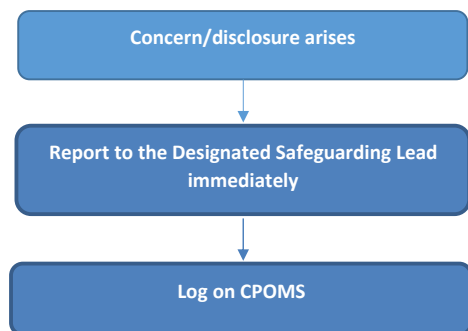 Concern/disclosure arises
Report to the Designated Safeguarding Lead
immediately
Log on CPOMS